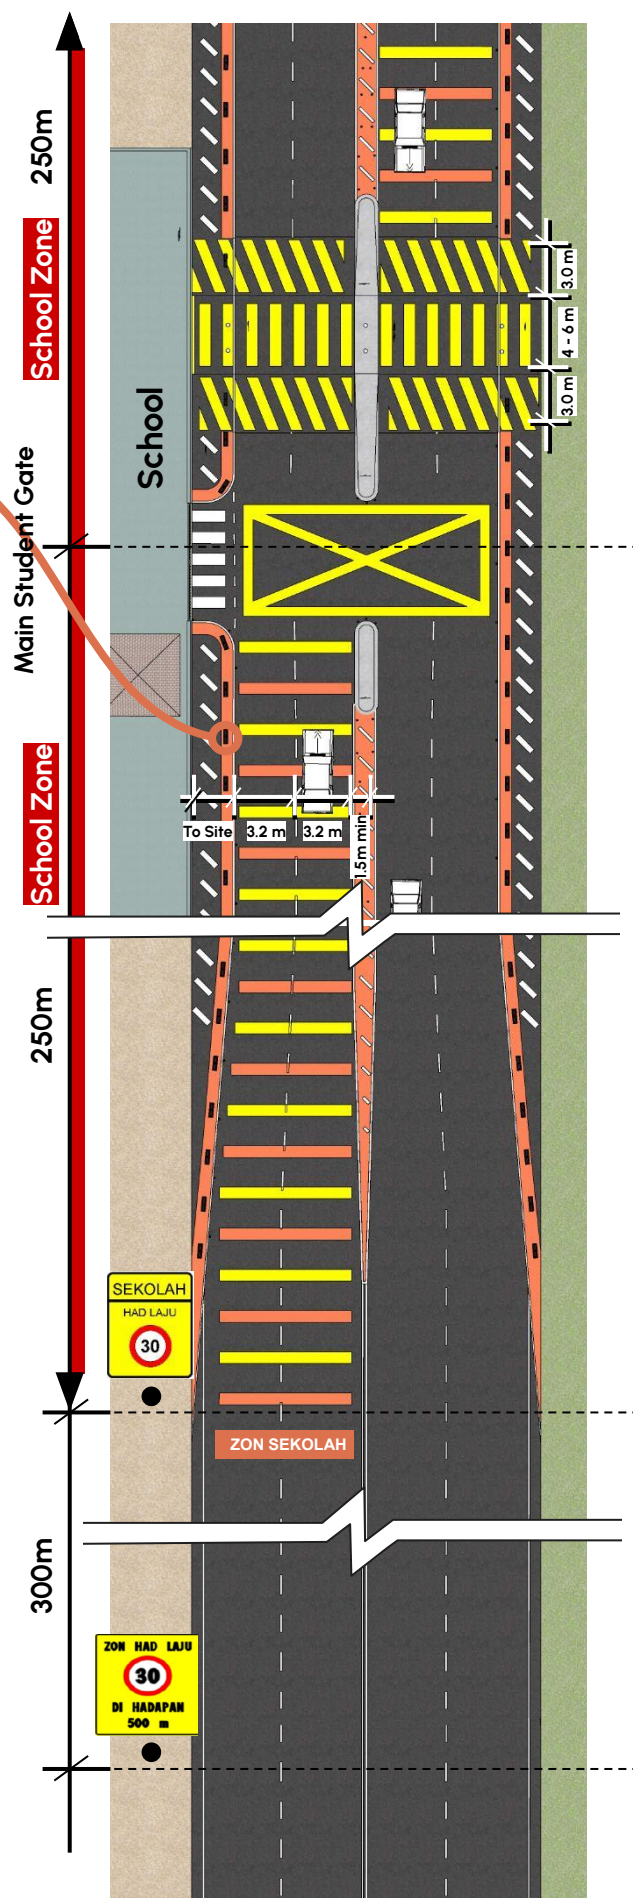 250m
School Zone
3.0 m
4 - 6 m
3.0 m
School
Main Student Gate
School Zone
To Site
3.2 m
3.2 m
1.5m min
250m
SEKOLAH
HAD LAJU
30
ZON SEKOLAH
300m
ZON HAD LAJU
30
DI HADAPAN
500 m